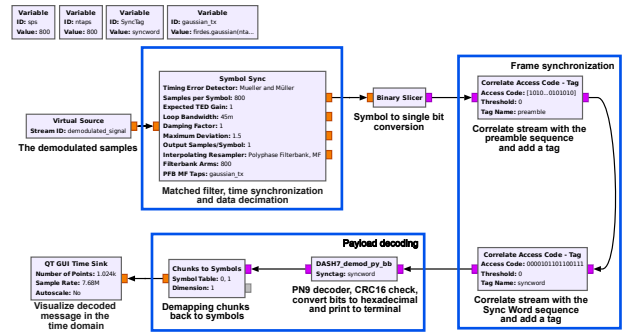 Variable
ID: sps
Value: 800
Variable
ID: ntaps
Value: 800
Variable
ID: SyncTag
Value: syncword
Variable
ID: gaussian_tx
Value: firdes.gaussian(nta...
Virtual Source
Stream ID: demodulated_signal
The demodulated samples
Symbol Sync
Timing Error Detector: Mueller and Müller
Samples per Symbol: 800
Expected TED Gain: 1
Loop Bandwidth: 45m
Damping Factor: 1
Maximum Deviation: 1.5
Output Samples/Symbol: 1
Interpolating Resampler: Polyphase Filterbank, MF
Filterbank Arms: 800
PFB MF Taps: gaussian_tx
Matched filter, time synchronization
and data decimation
Binary Slicer
Symbol to single bit
conversion
Frame synchronization
Correlate Access Code - Tag
Access Code: [1010...0101010]
Threshold: 0
Tag Name: preamble
Correlate stream with the
preamble sequence
and add a tag
Correlate Access Code - Tag
Access Code: 0000101101100111
Threshold: 0
Tag Name: syncword
Correlate stream with the
Sync Word sequence
and add a tag
Payload decoding
DASH7_demod_py_bb
Synctag: syncword
PN9 decoder, CRC16 check,
convert bits to hexadecimal
and print to terminal
Chunks to Symbols
Symbol Table: 0, 1
Dimension: 1
Demapping chunks
back to symbols
QT GUI Time Sink
Number of Points: 1.024k
Sample Rate: 7.68M
Autoscale: No
Visualize decoded
message in the
time domain